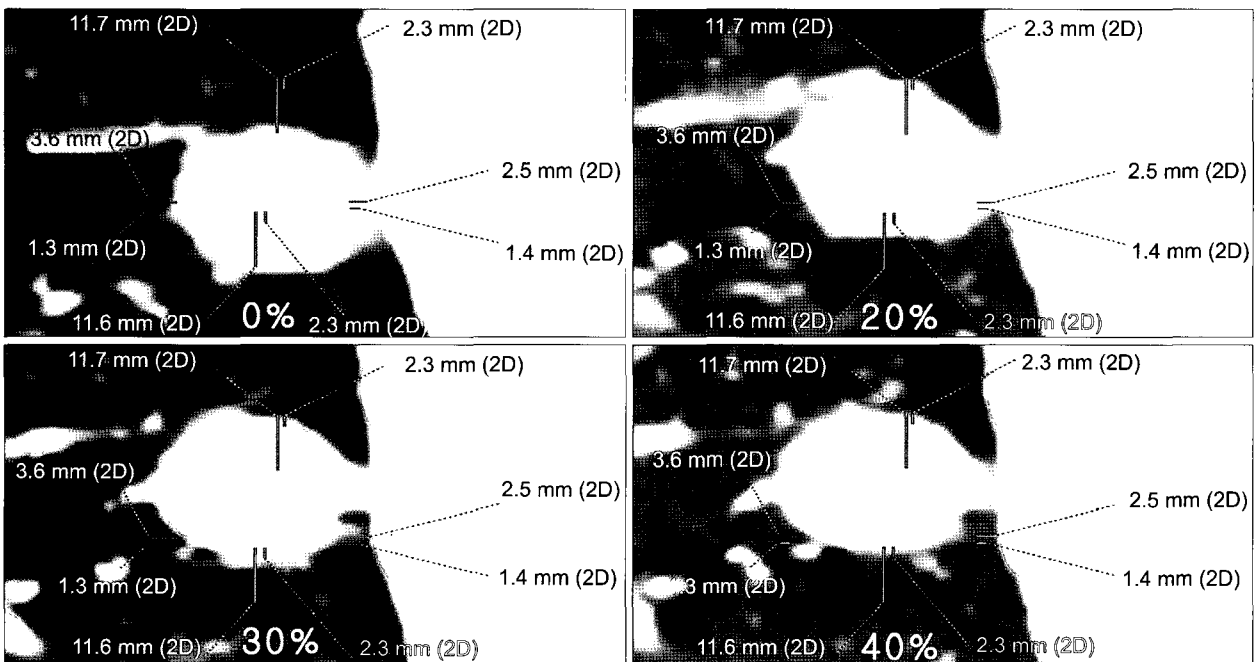 11.7 mm (2D)
2.3 mm (2D)
3.6 mm (2D)
2.5 mm (2D)
1.3 mm (2D)
1.4 mm (2D)
11.6 mm (2D)
0%
2.3 mm (2D)
11.7 mm (2D)
2.3 mm (2D)
3.6 mm (2D)
2.5 mm (2D)
1.3 mm (2D)
1.4 mm (2D)
11.6 mm (2D)
20%
2.3 mm (2D)
11.7 mm (2D)
2.3 mm (2D)
3.6 mm (2D)
2.5 mm (2D)
1.3 mm (2D)
1.4 mm (2D)
11.6 mm (2D)
30%
2.3 mm (2D)
11.7 mm (2D)
2.3 mm (2D)
3.6 mm (2D)
2.5 mm (2D)
3 mm (2D)
1.4 mm (2D)
11.6 mm (2D)
40%
2.3 mm (2D)